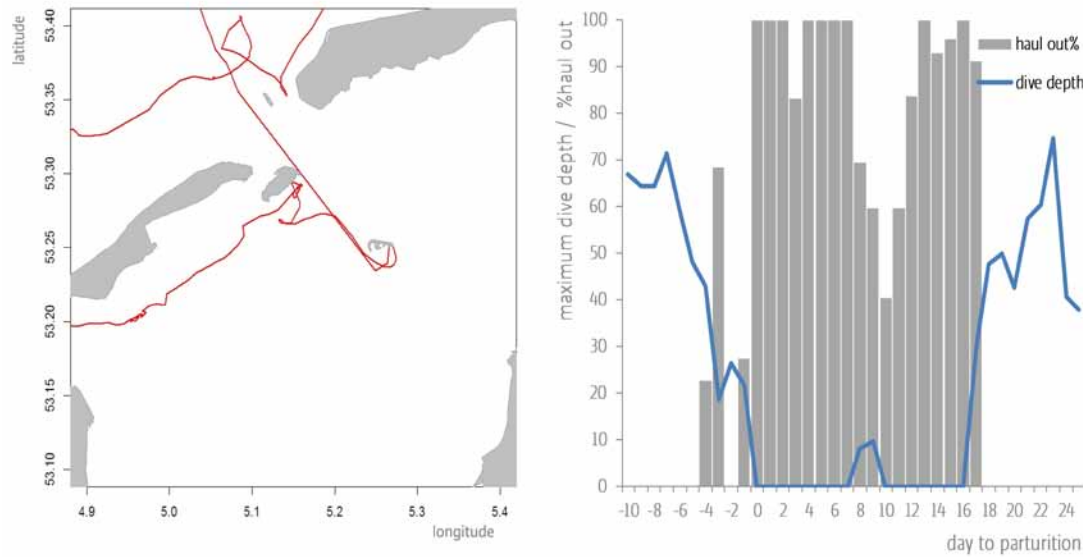 latitude
53.40
53.35
53.30
53.25
53.20
53.15
53.10
4.9 5.0 5.1 5.2 5.3 5.4
longitude
maximum dive depth / %haul out
100
90
80
70
60
50
40
30
20
10
0
-10 -8 -6 -4 -2 0 2 4 6 8 10 12 14 16 18 20 22 24
day to parturition
haul out%
dive depth